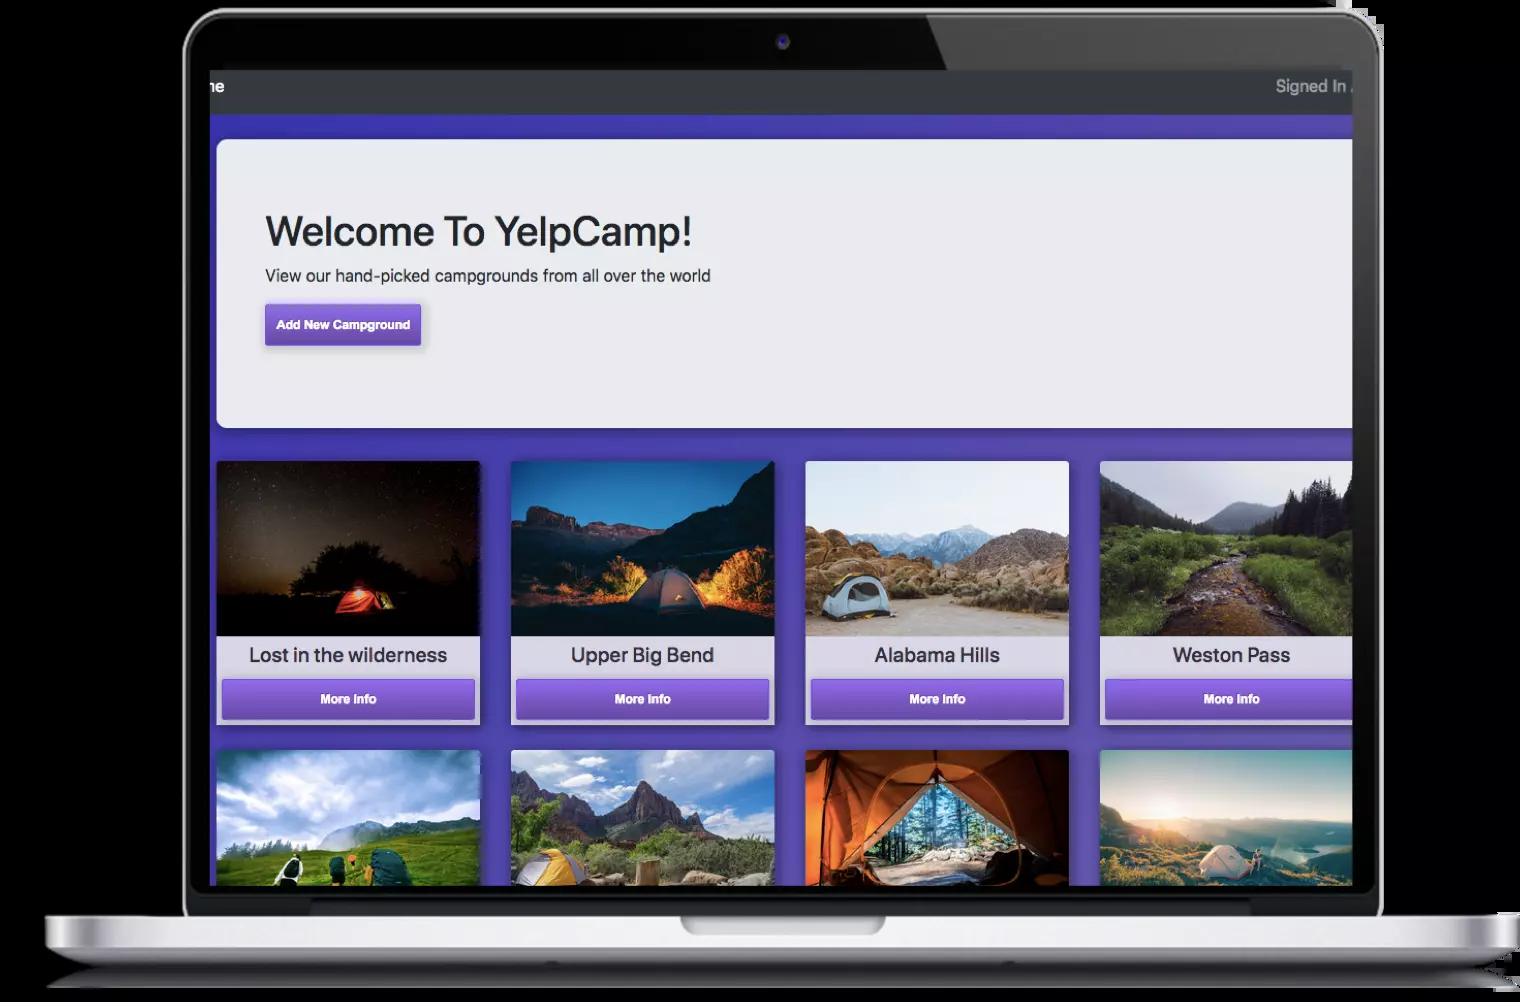 ne
Signed In
Welcome To YelpCamp!
View our hand-picked campgrounds from all over the world
Add New Campground
Lost in the wilderness
Upper Big Bend
Alabama Hills
Weston Pass
More Info
More Info
More Info
More Info